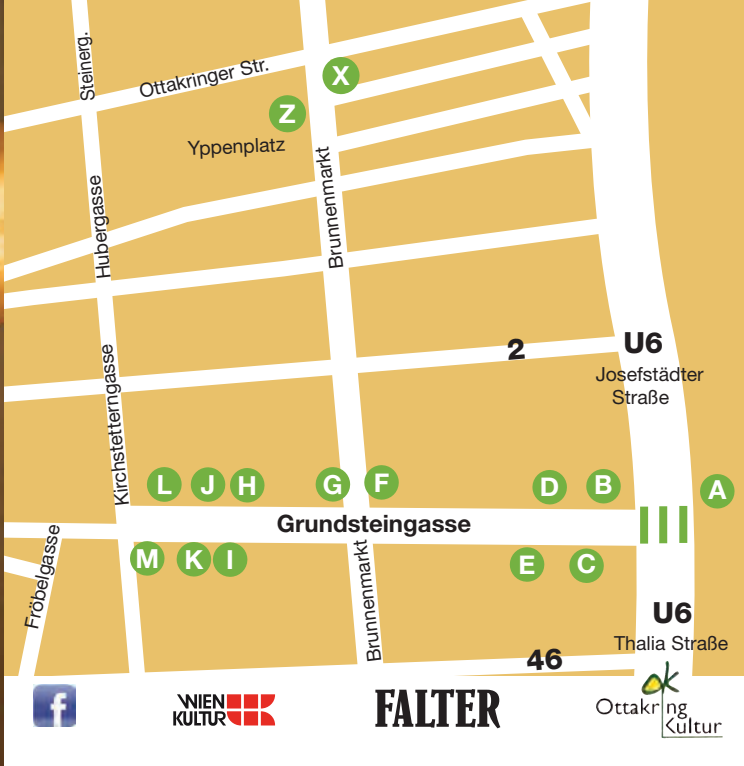 Steinerg.
Ottakringer Str.
X
Z
Yppenplatz
Brunnenmarkt
Hubergasse
2
U6
Josefstädter
Straße
Kirchstetterngasse
L
J
H
G
F
D
B
A
Grundsteingasse
M
K
I
E
C
Fröbelgasse
Brunnenmarkt
U6
Thalia Straße
46
f
WIEN
KULTUR
FALTER
ok
Ottakring
Kultur